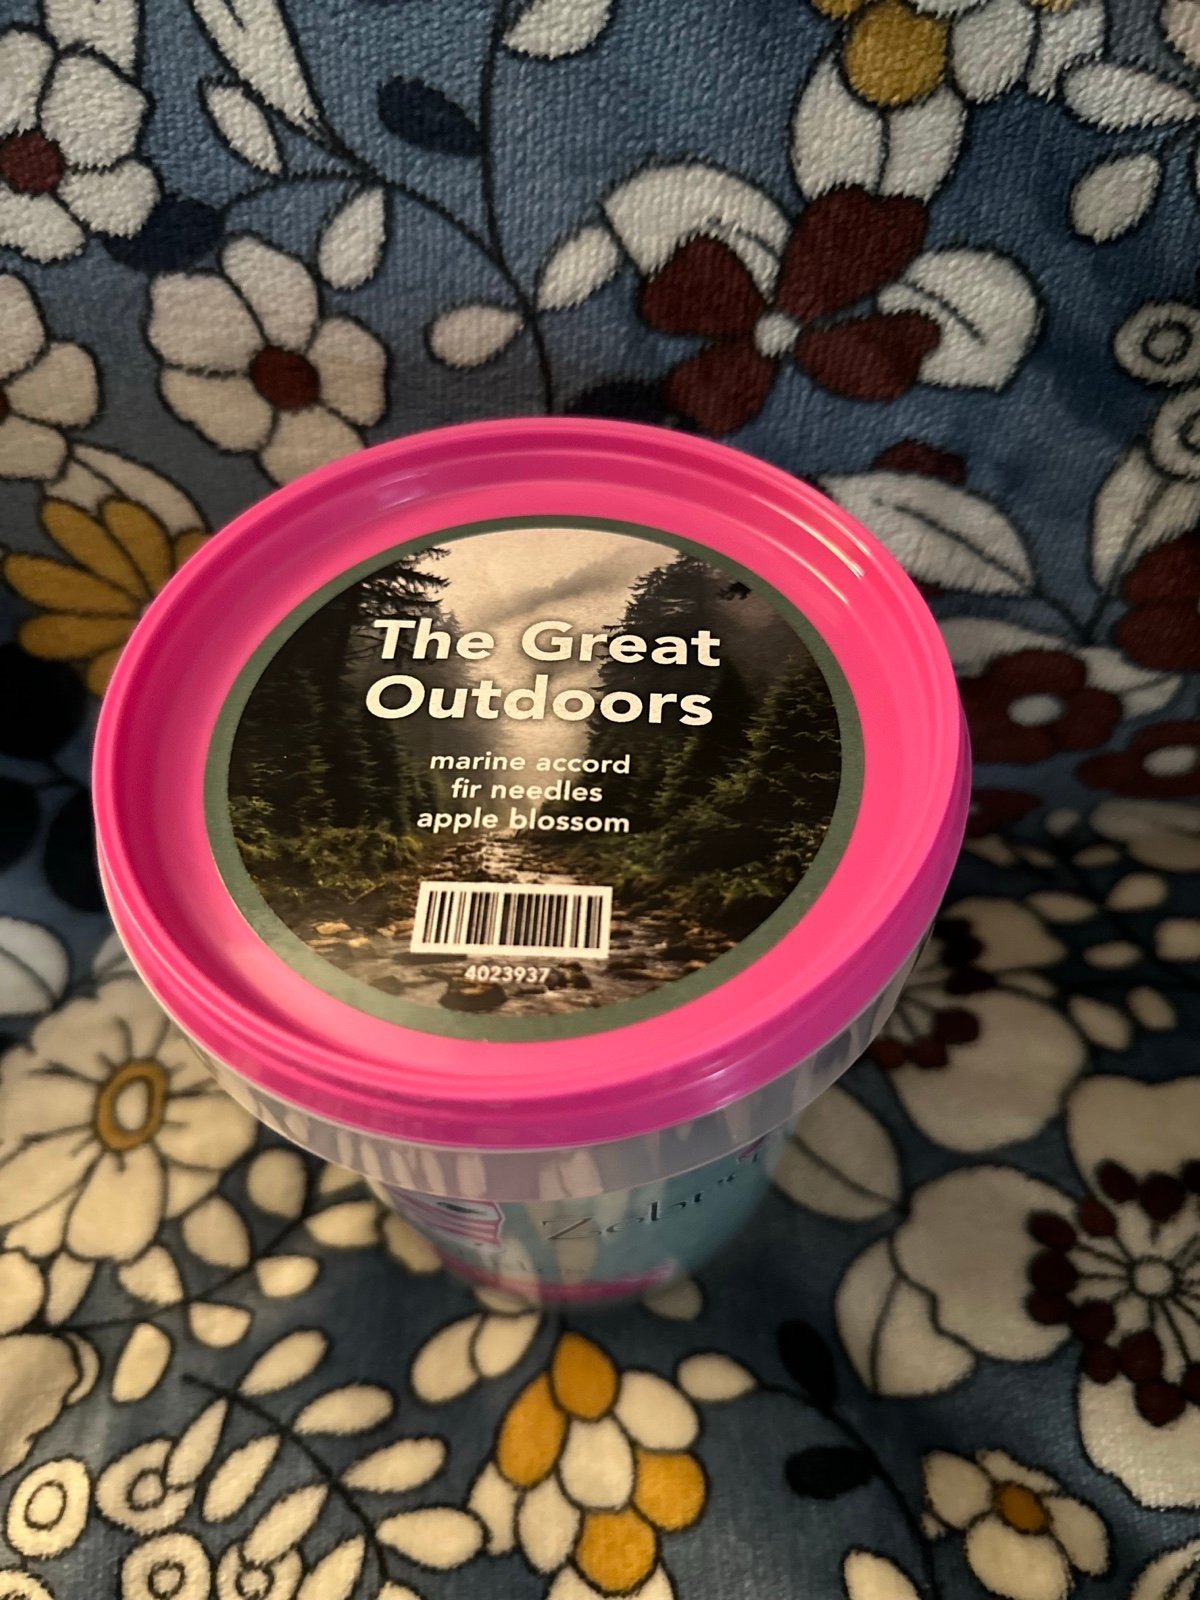 The Great
Outdoors
marine accord
fir needles
apple blossom
4023937